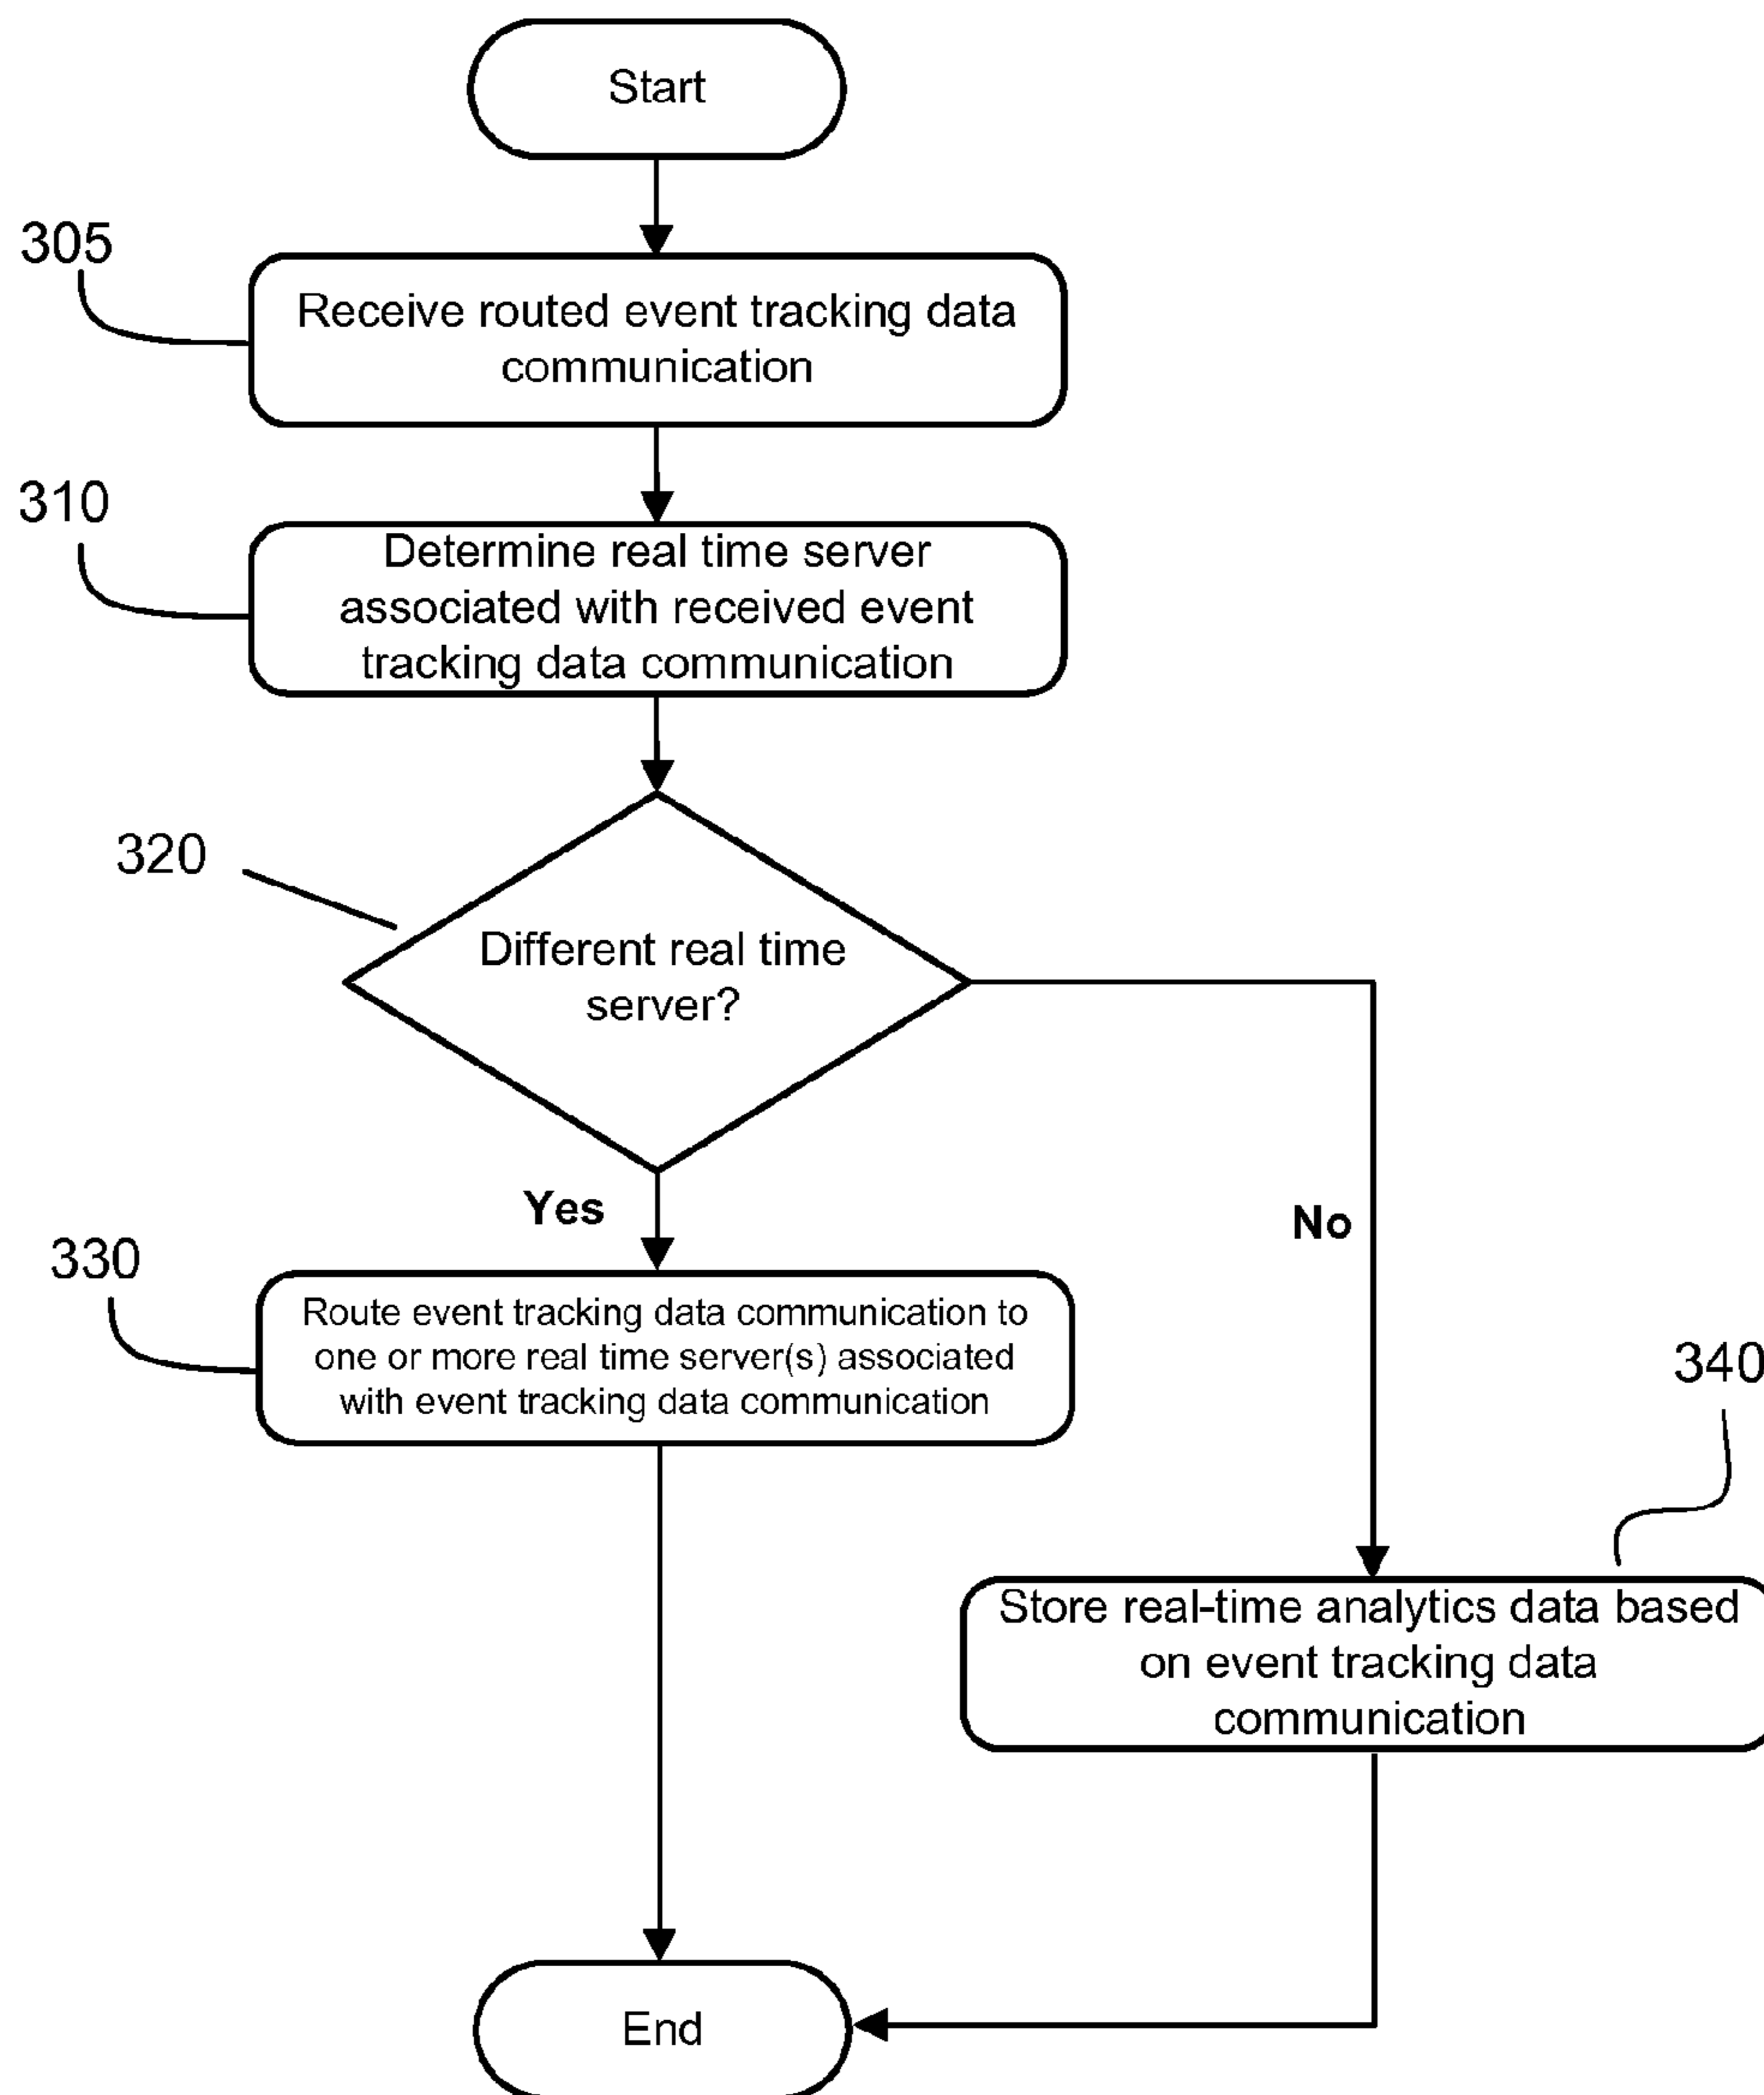 Start
305
Receive routed event tracking data
communication
310
Determine real time server
associated with received event
tracking data communication
320
Different real time
server?
Yes
No
330
Route event tracking data communication to
one or more real time server(s) associated
with event tracking data communication
340
Store real-time analytics data based
on event tracking data
communication
End